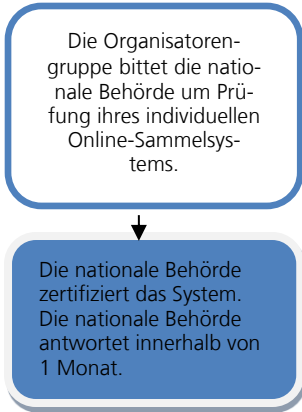 Die Organisatoren-
gruppe bittet die natio-
nale Behörde um Prü-
fung ihres individuellen
Online-Sammelsys-
tems.
Die nationale Behörde
zertifiziert das System.
Die nationale Behörde
antwortet innerhalb von
1 Monat.